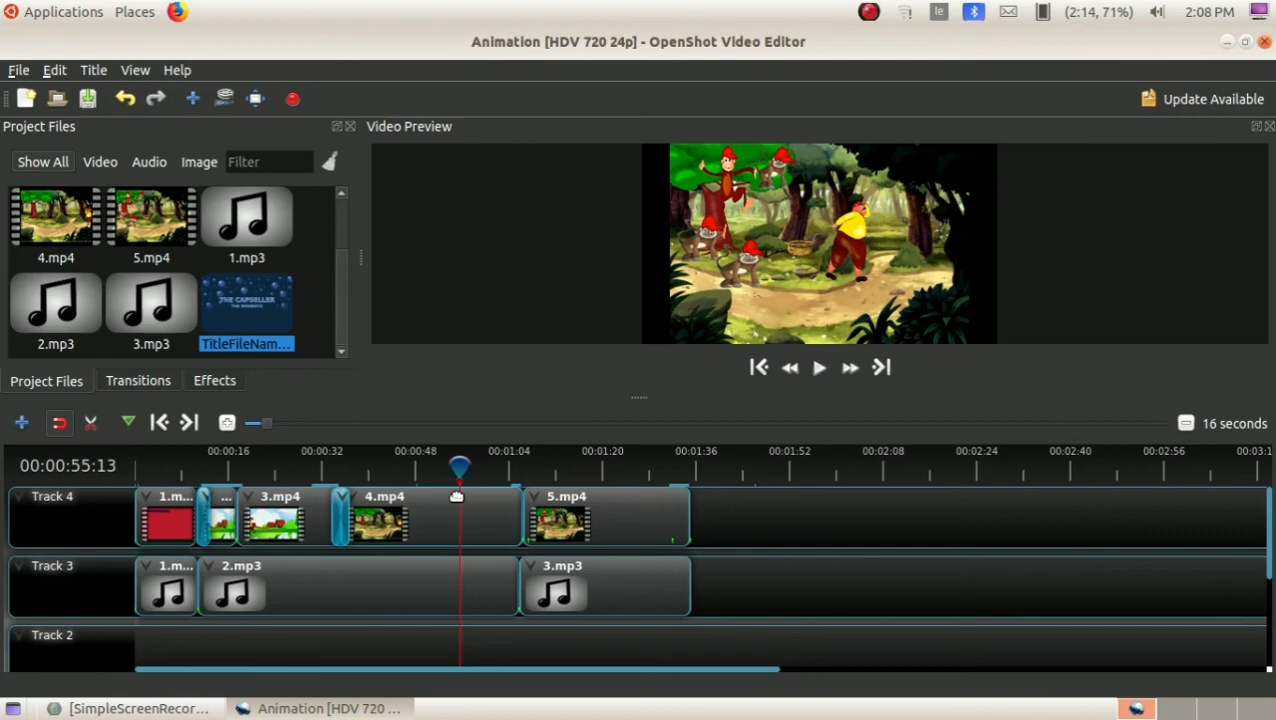 Applications Places le (2:14, 71%) 2:08 PM
Animation [HDV 720 24p] - OpenShot Video Editor
File Edit Title View Help
Update Available
Project Files Video Preview
Show All Video Audio Image Filter
4.mp4 5.mp4 1.mp3
THE CAPSELLER
2.mp3 3.mp3 TitleFileNam...
Project Files Transitions Effects
16 seconds
00:00:55:13 00:00:16 00:00:32 00:00:48 00:01:04 00:01:20 00:01:36 00:01:52 00:02:08 00:02:24 00:02:40 00:02:56 00:03:1
Track 4 1.m... ... 3.mp4 4.mp4 5.mp4
Track 3 1.m... 2.mp3 3.mp3
Track 2
[SimpleScreenRecor... Animation [HDV 720 ...